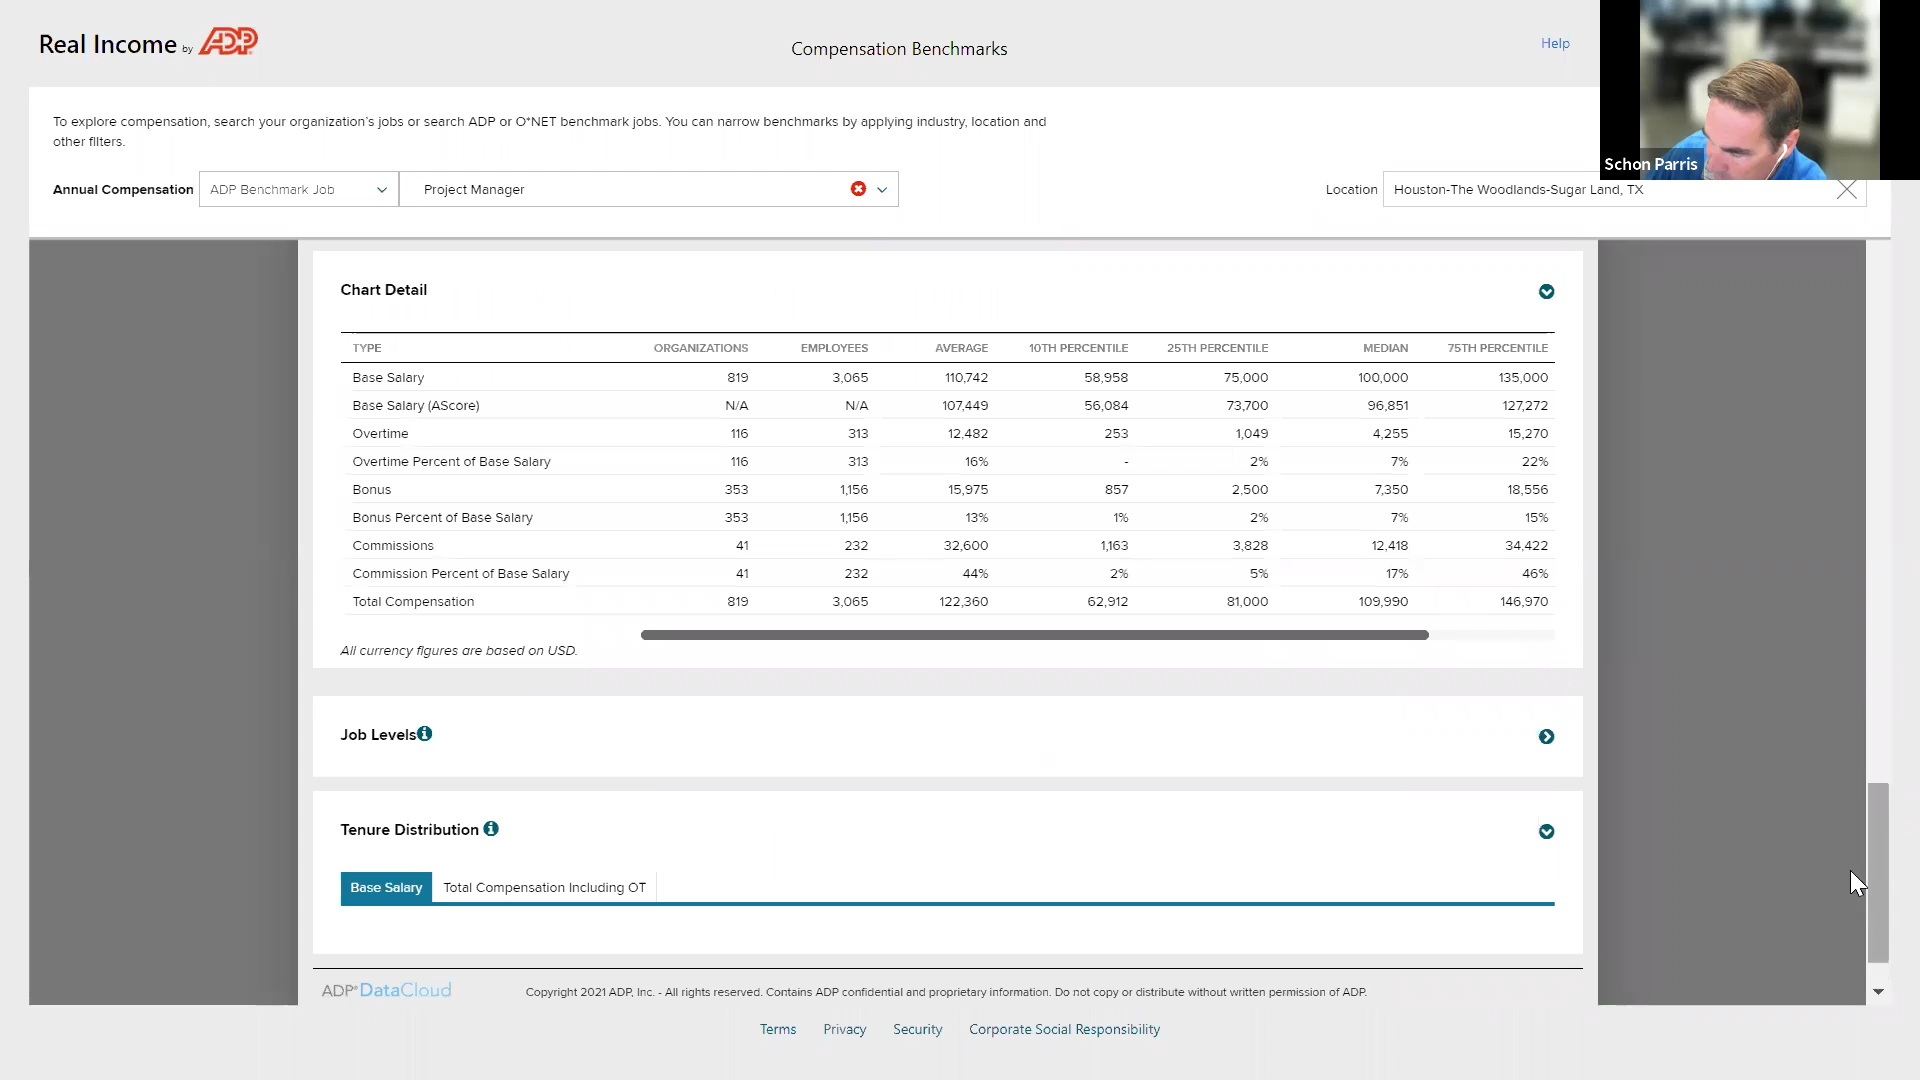 Real Income by ADP
Compensation Benchmarks
Help
To explore compensation, search your organization's jobs or search ADP or O*NET benchmark jobs. You can narrow benchmarks by applying industry, location and
other filters.
Schon Parris
Annual Compensation ADP Benchmark Job Project Manager Location Houston-The Woodlands-Sugar Land, TX
Chart Detail
TYPE ORGANIZATIONS EMPLOYEES AVERAGE 10TH PERCENTILE 25TH PERCENTILE MEDIAN 75TH PERCENTILE
Base Salary 819 3,065 110,742 58,958 75,000 100,000 135,000
Base Salary (AScore) N/A N/A 107,449 56,084 73,700 96,851 127,272
Overtime 116 313 12,482 253 1,049 4,255 15,270
Overtime Percent of Base Salary 116 313 16% - 2% 7% 22%
Bonus 353 1,156 15,975 857 2,500 7,350 18,556
Bonus Percent of Base Salary 353 1,156 13% 1% 2% 7% 15%
Commissions 41 232 32,600 1,163 3,828 12,418 34,422
Commission Percent of Base Salary 41 232 44% 2% 5% 17% 46%
Total Compensation 819 3,065 122,360 62,912 81,000 109,990 146,970
All currency figures are based on USD.
Job Levels
Tenure Distribution
Base Salary Total Compensation Including OT
ADP® DataCloud Copyright 2021 ADP, Inc. - All rights reserved. Contains ADP confidential and proprietary information. Do not copy or distribute without written permission of ADP.
Terms Privacy Security Corporate Social Responsibility